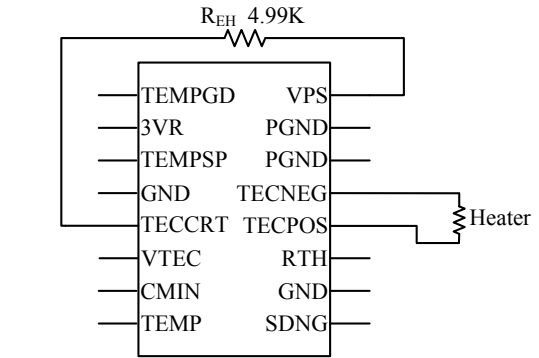 REH 4.99K
TEMPGD VPS
3VR PGND
TEMPSP PGND
GND TECNEG
TECCRT TECPOS
Heater
VTEC RTH
CMIN GND
TEMP SDNG